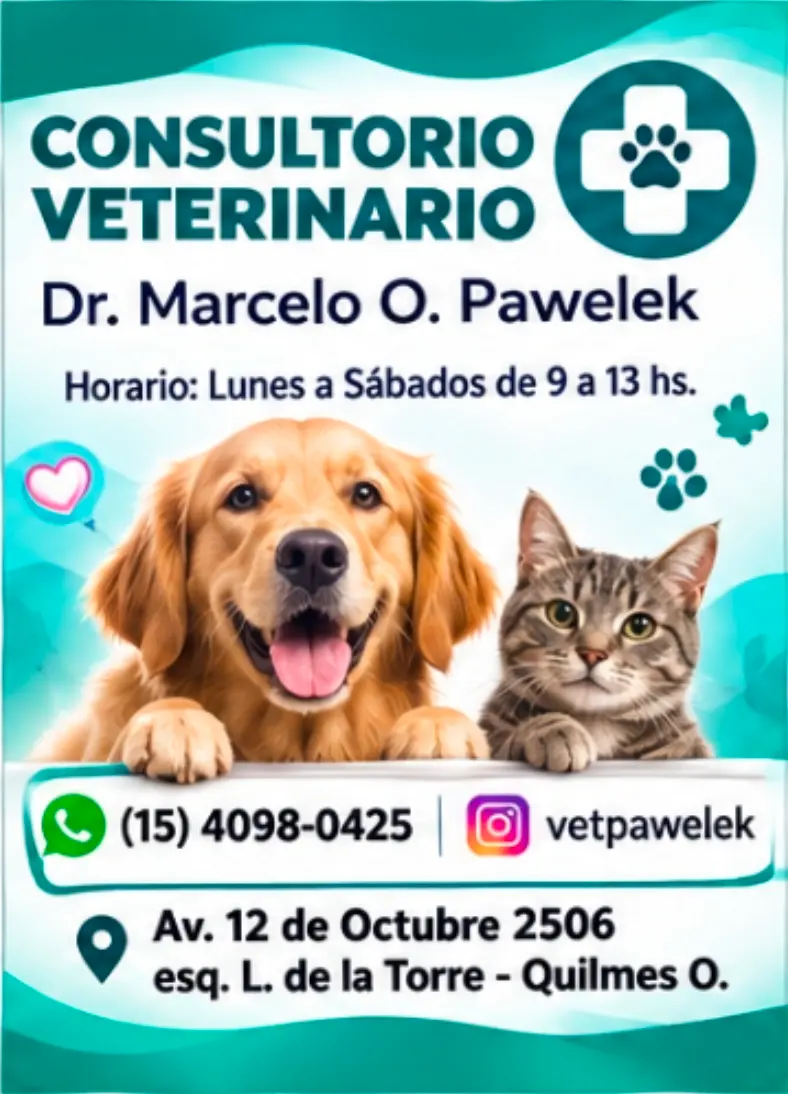 CONSULTORIO
VETERINARIO
Dr. Marcelo O. Pawelek
Horario: Lunes a Sábados de 9 a 13 hs.
(15) 4098-0425 | vetpawelek
Av. 12 de Octubre 2506
esq. L. de la Torre - Quilmes O.